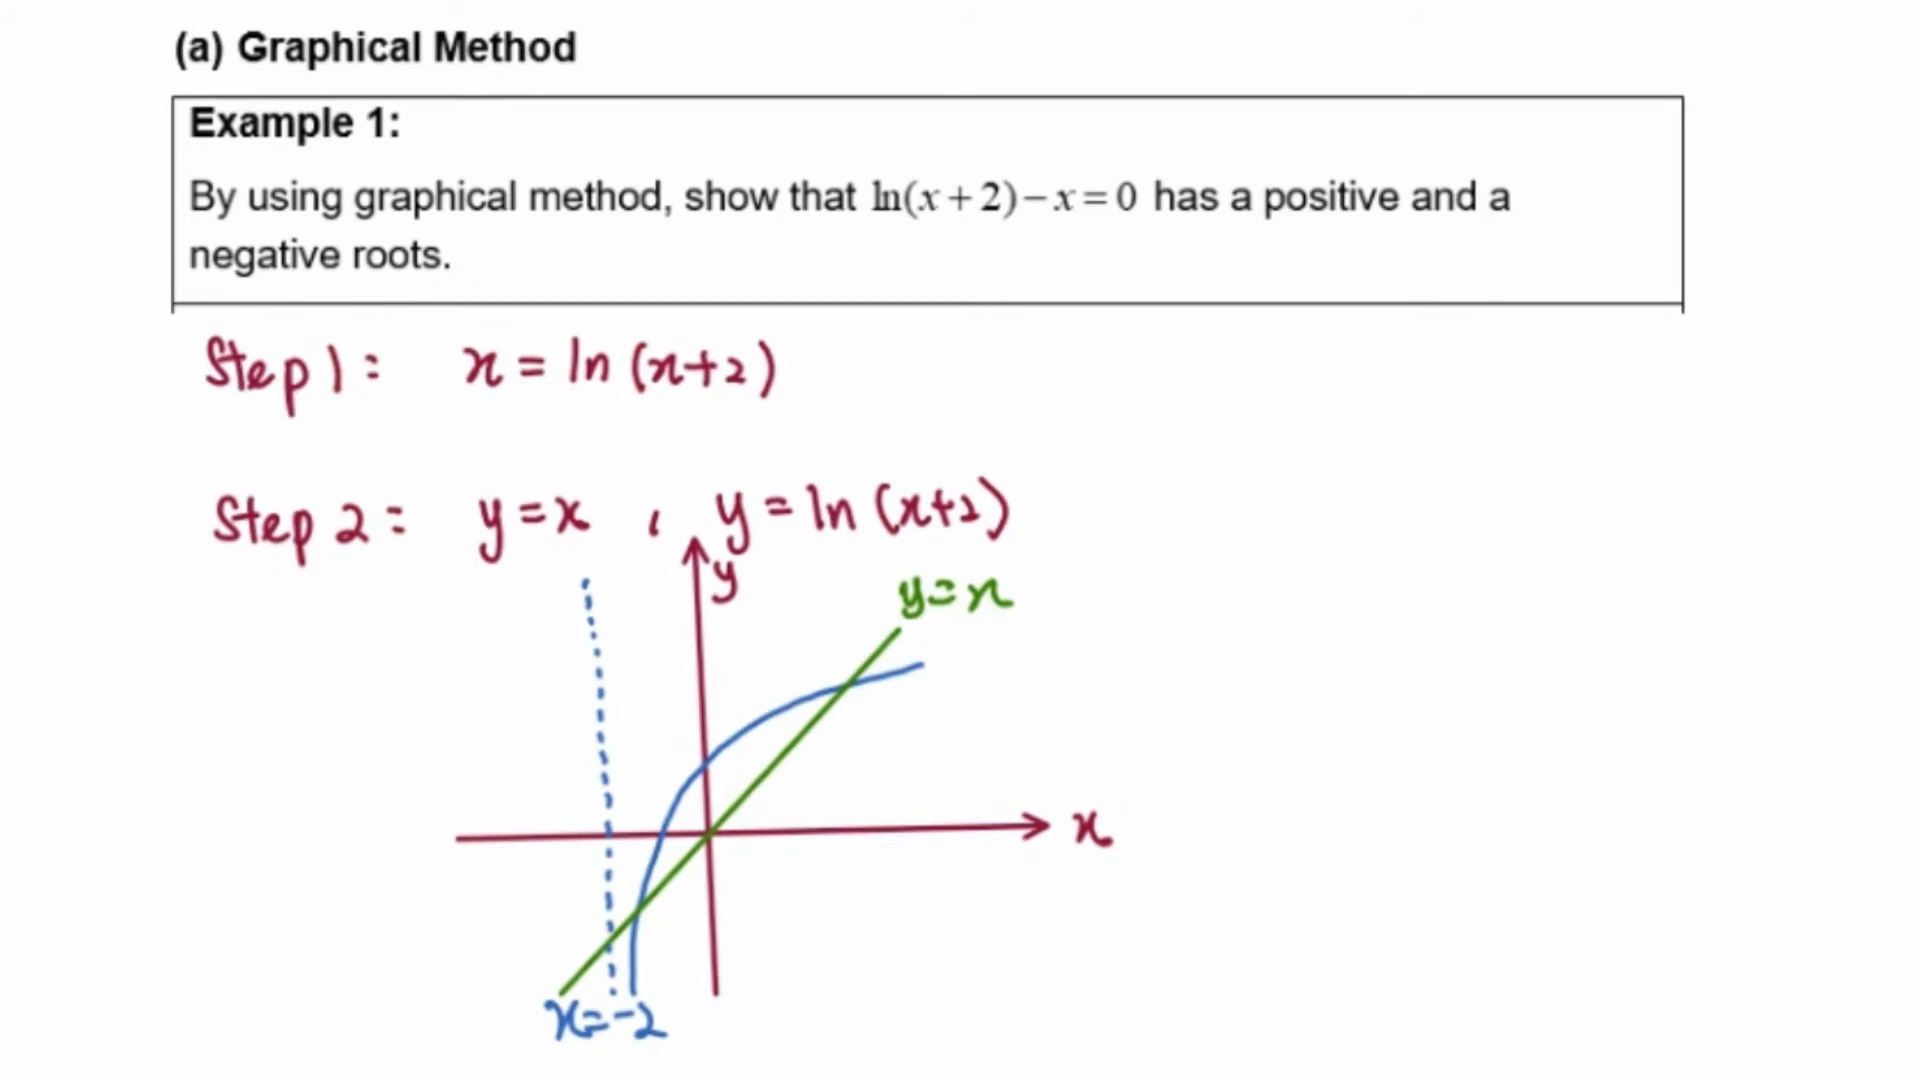 (a) Graphical Method
Example 1:
By using graphical method, show that ln(x+2)−x=0 has a positive and a
negative roots.
Step 1: x = ln (x+2)
Step 2: y = x , y = ln (x+2)
y
y=x
x
x=-2